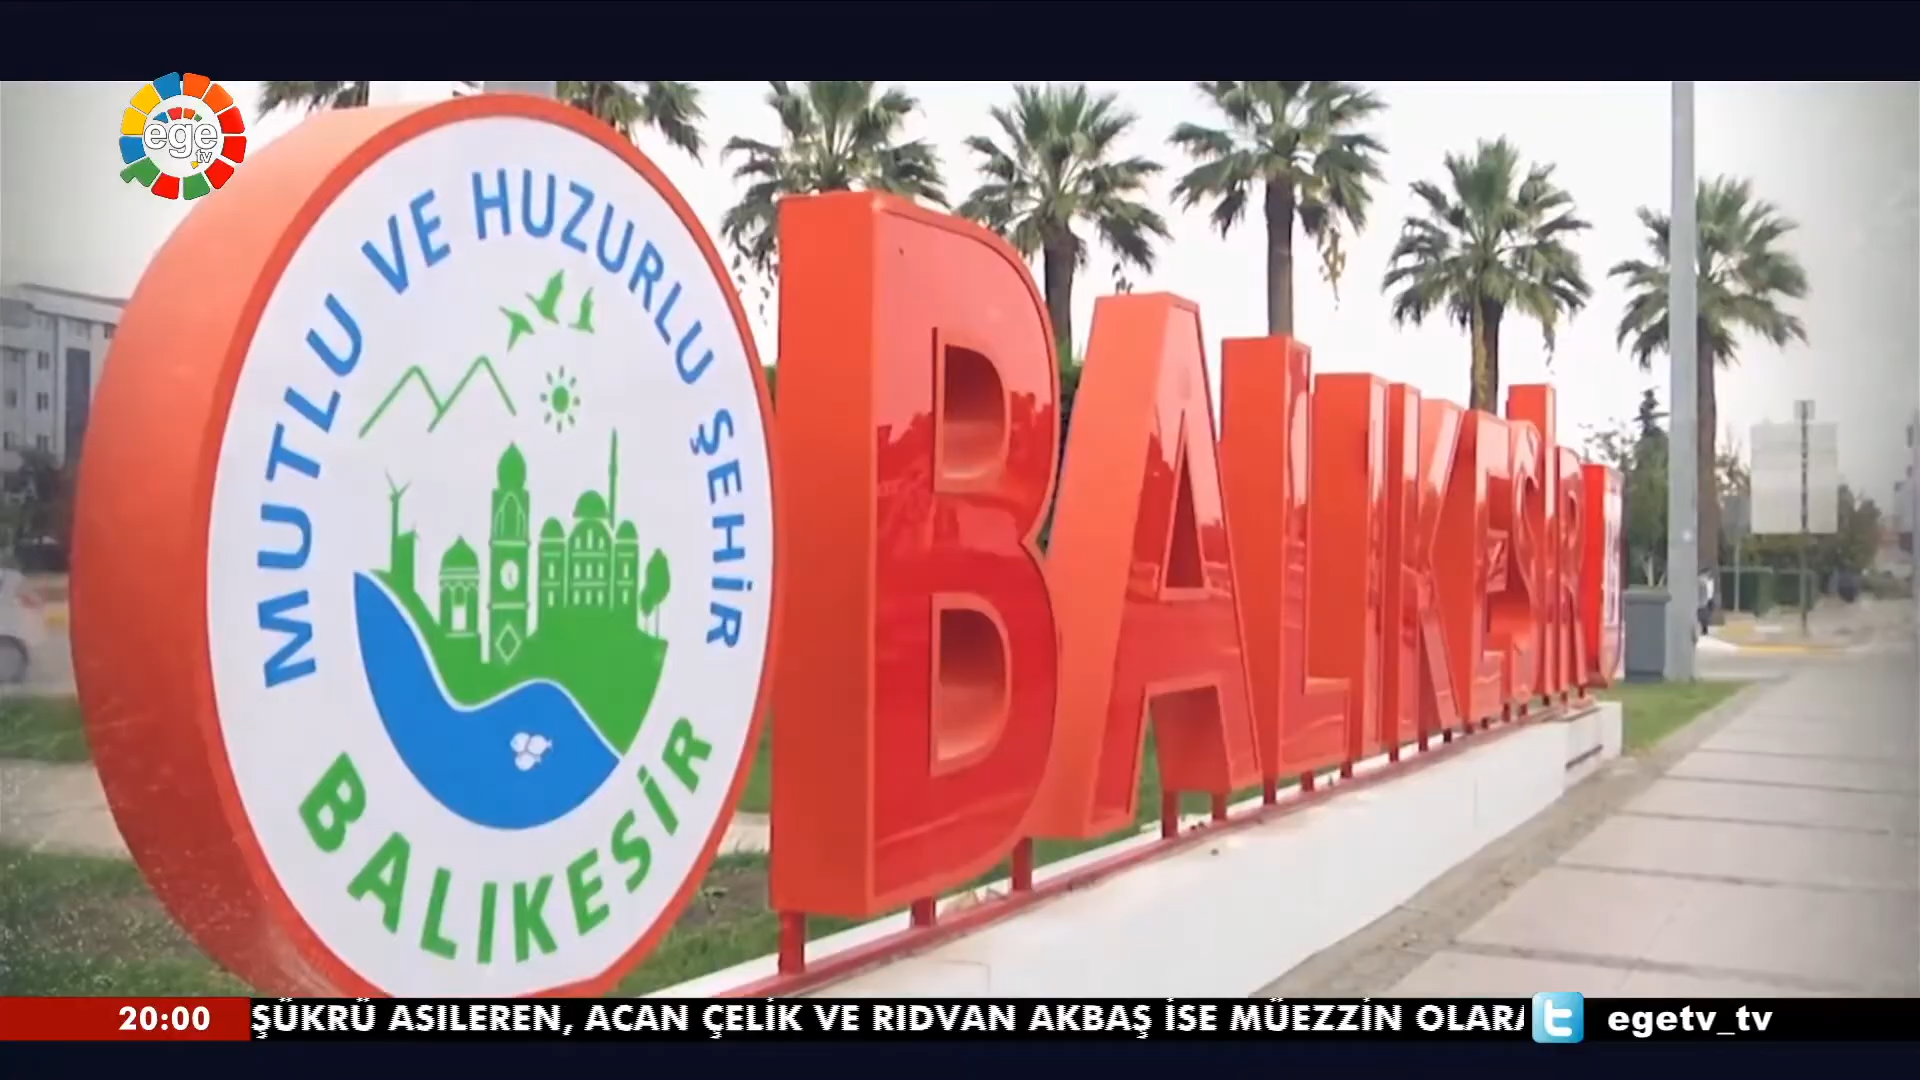 ege
tv
MUTLU VE HUZURLU ŞEHİR
BALIKESİR
BALIKESİR
20:00
ŞÜKRÜ ASILEREN, ACAN ÇELİK VE RIDVAN AKBAŞ İSE MÜEZZİN OLARA
egetv_tv